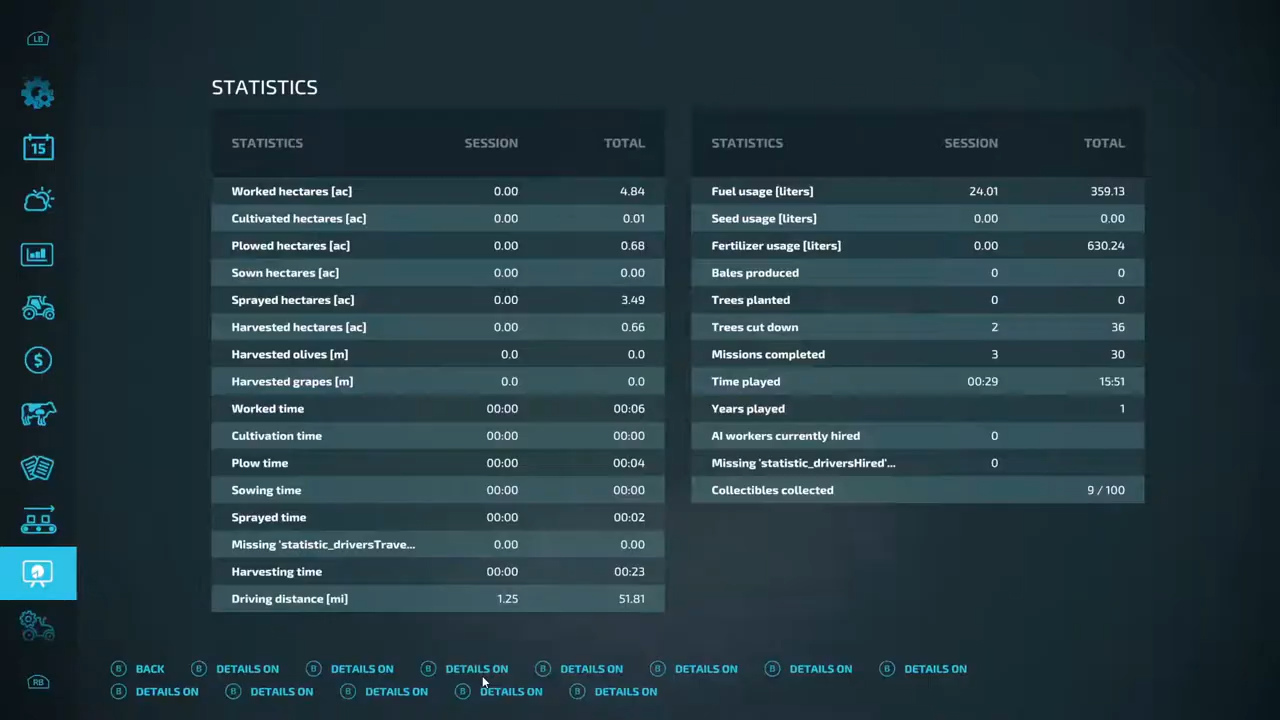 LB
STATISTICS
15
STATISTICS SESSION TOTAL
Worked hectares [ac] 0.00 4.84
Cultivated hectares [ac] 0.00 0.01
Plowed hectares [ac] 0.00 0.68
Sown hectares [ac] 0.00 0.00
Sprayed hectares [ac] 0.00 3.49
Harvested hectares [ac] 0.00 0.66
Harvested olives [m] 0.0 0.0
Harvested grapes [m] 0.0 0.0
Worked time 00:00 00:06
Cultivation time 00:00 00:00
Plow time 00:00 00:04
Sowing time 00:00 00:00
Sprayed time 00:00 00:02
Missing 'statistic_driversTrave... 0.00 0.00
Harvesting time 00:00 00:23
Driving distance [mi] 1.25 51.81
STATISTICS SESSION TOTAL
Fuel usage [liters] 24.01 359.13
Seed usage [liters] 0.00 0.00
Fertilizer usage [liters] 0.00 630.24
Bales produced 0 0
Trees planted 0 0
Trees cut down 2 36
Missions completed 3 30
Time played 00:29 15:51
Years played 1
AI workers currently hired 0
Missing 'statistic_driversHired'... 0
Collectibles collected 9 / 100
$
RB
B BACK B DETAILS ON B DETAILS ON B DETAILS ON B DETAILS ON B DETAILS ON B DETAILS ON B DETAILS ON
B DETAILS ON B DETAILS ON B DETAILS ON B DETAILS ON B DETAILS ON